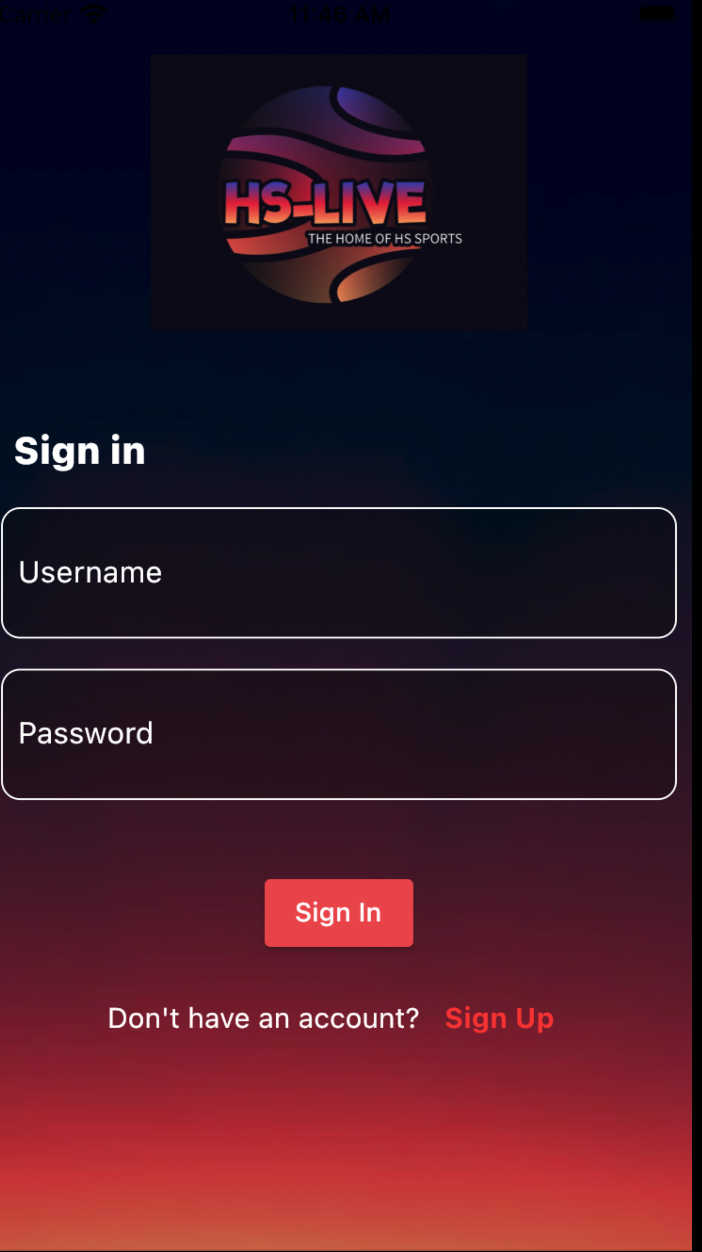 Carrier 11:46 AM
HS-LIVE
THE HOME OF HS SPORTS
Sign in
Username
Password
Sign In
Don't have an account? Sign Up